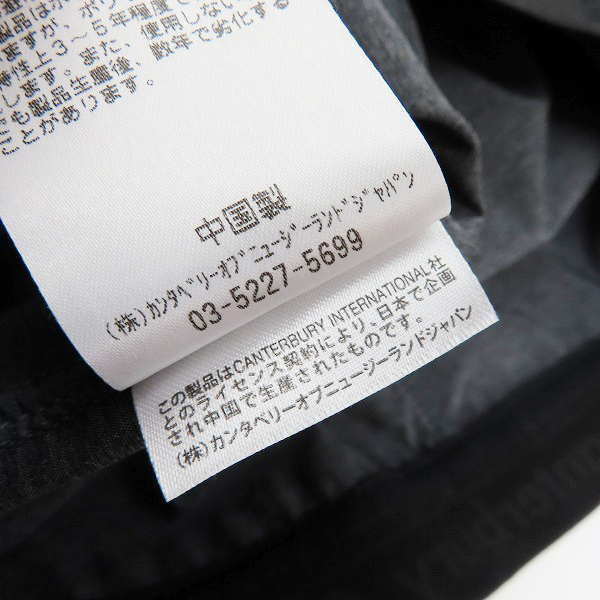 製品はポ
ますが、ポリ
特性上3～5年程度
します。また、使用しない
も製品生産後、数年で劣化する
ことがあります。
中国製
(株)カンタベリーオブニュージーランドジャパン
03-5227-5699
この製品はCANTERBURY INTERNATIONAL社
とのライセンス契約により、日本で企画
され中国で生産されたものです。
(株)カンタベリーオブニュージーランドジャパン